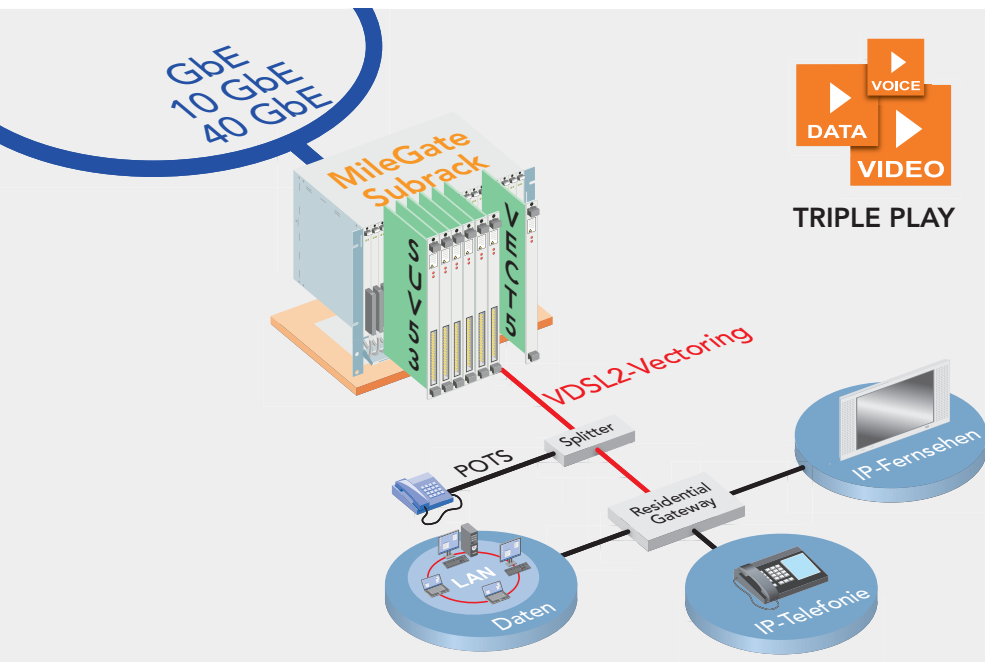 GbE
10 GbE
40 GbE
VOICE
DATA
VIDEO
TRIPLE PLAY
MileGate
Subrack
SUV53
VECT5
VDSL2-Vectoring
Splitter
POTS
IP-Fernsehen
Residential
Gateway
LAN
Daten
IP-Telefonie